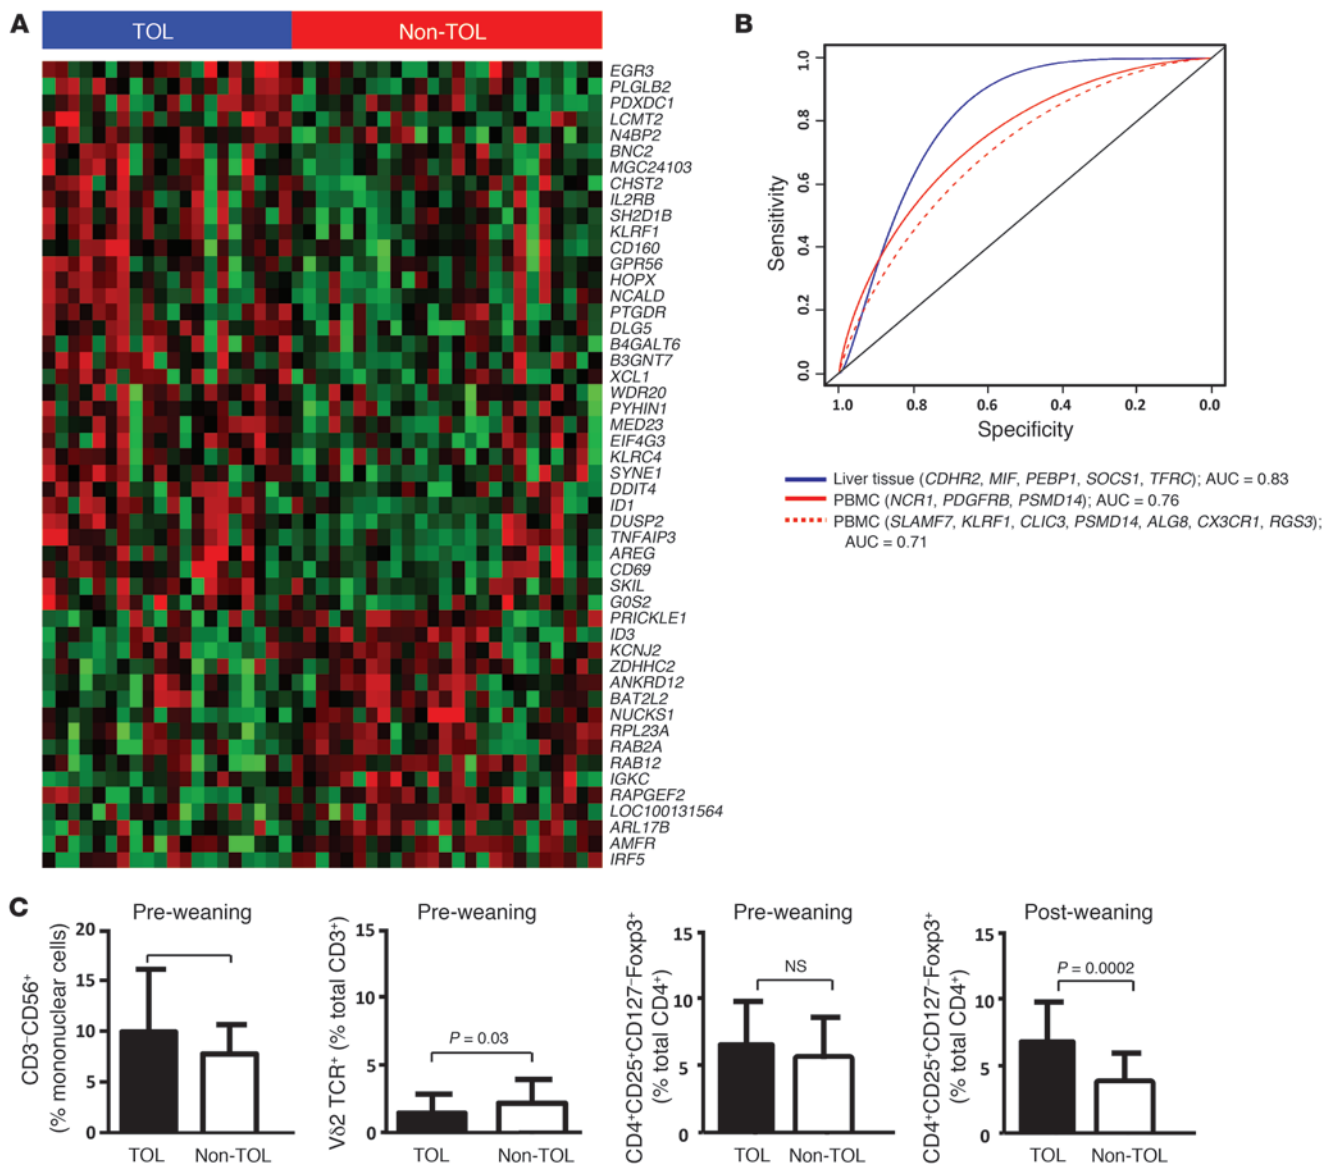 A
TOL
Non-TOL
EGR3
PLGLB2
PDXDC1
LCMT2
N4BP2
BNC2
MGC24103
CHST2
IL2RB
SH2D1B
KLRF1
CD160
GPR56
HOPX
NCALD
PTGDR
DLG5
B4GALT6
B3GNT7
XCL1
WDR20
PYHIN1
MED23
EIF4G3
KLRC4
SYNE1
DDIT4
ID1
DUSP2
TNFAIP3
AREG
CD69
SKIL
G0S2
PRICKLE1
ID3
KCNJ2
ZDHHC2
ANKRD12
BAT2L2
NUCKS1
RPL23A
RAB2A
RAB12
IGKC
RAPGEF2
LOC100131564
ARL17B
AMFR
IRF5
B
Sensitivity
1.0
0.8
0.6
0.4
0.2
0.0
1.0 0.8 0.6 0.4 0.2 0.0
Specificity
Liver tissue (CDHR2, MIF, PEBP1, SOCS1, TFRC); AUC = 0.83
PBMC (NCR1, PDGFRB, PSMD14); AUC = 0.76
PBMC (SLAMF7, KLRF1, CLIC3, PSMD14, ALG8, CX3CR1, RGS3);
AUC = 0.71
C
Pre-weaning
CD3⁻CD56⁺
(% mononuclear cells)
20
15
10
5
0
TOL Non-TOL
Pre-weaning
Vδ2 TCR⁺ (% total CD3⁺)
15
10
5
0
P = 0.03
TOL Non-TOL
Pre-weaning
CD4⁺CD25⁺CD127⁻Foxp3⁺
(% total CD4⁺)
15
10
5
0
NS
TOL Non-TOL
Post-weaning
CD4⁺CD25⁺CD127⁻Foxp3⁺
(% total CD4⁺)
15
10
5
0
P = 0.0002
TOL Non-TOL